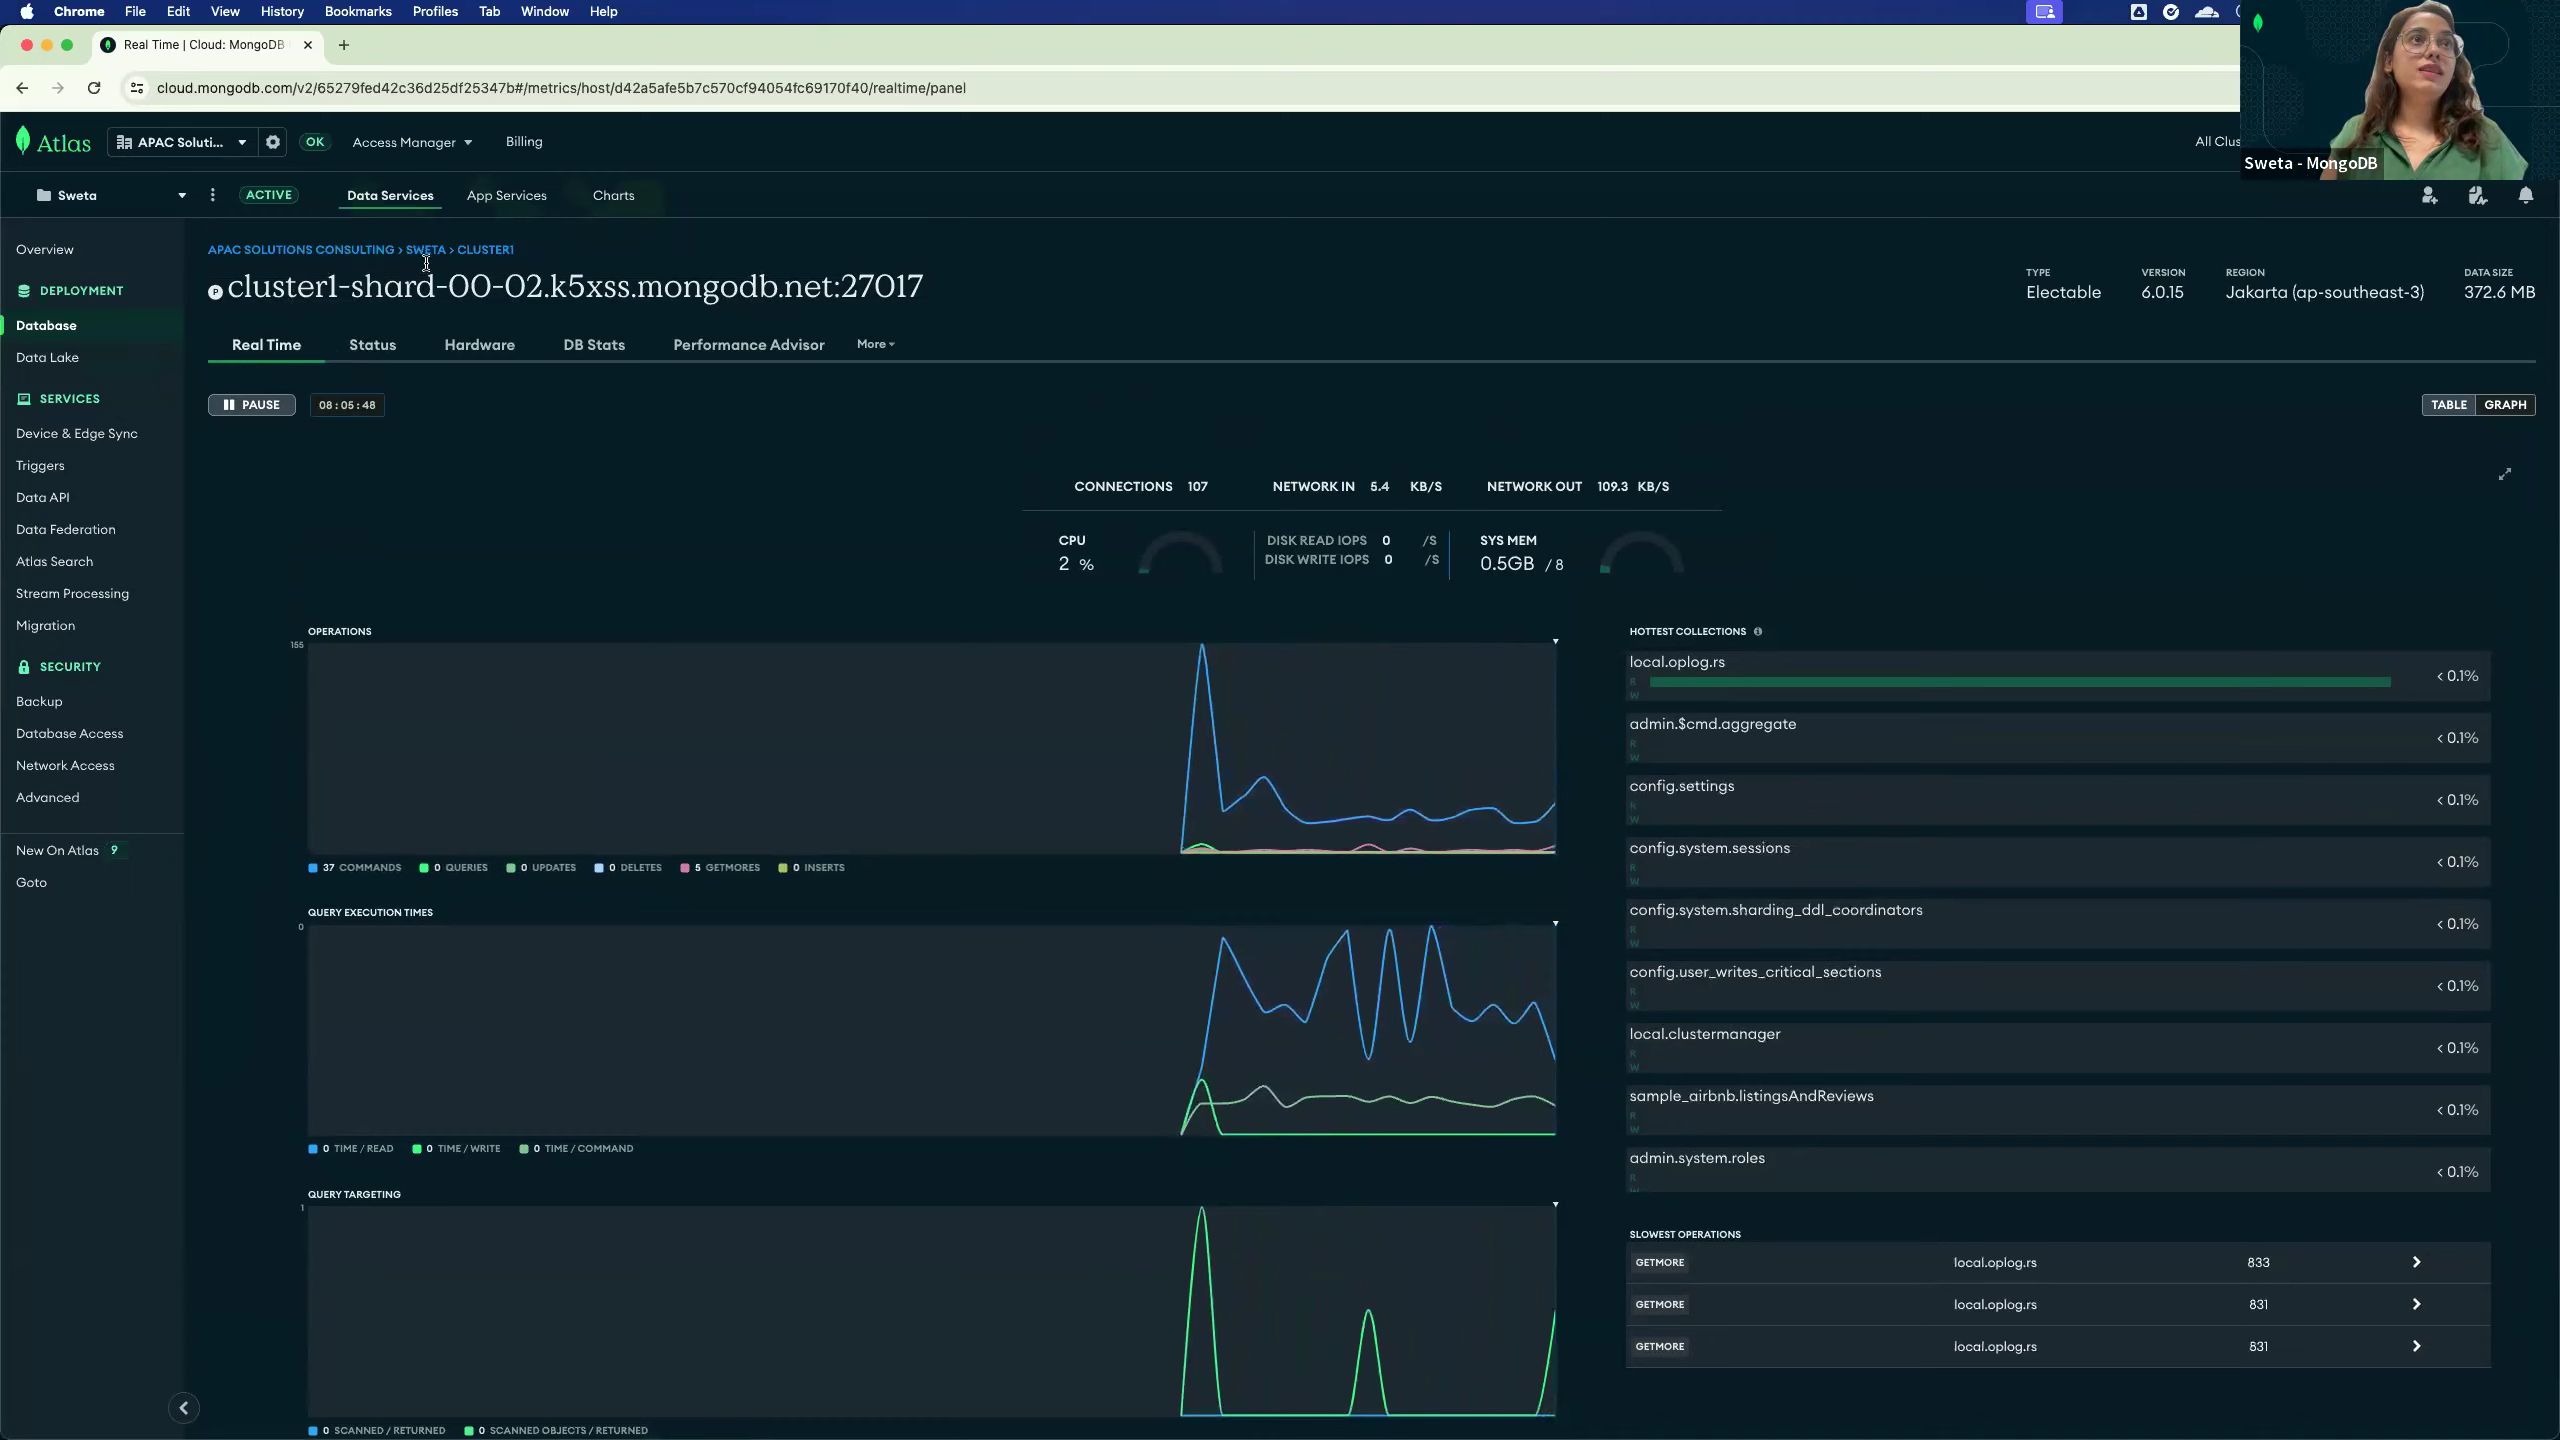 Chrome File Edit View History Bookmarks Profiles Tab Window Help
Real Time | Cloud: MongoDB
cloud.mongodb.com/v2/65279fed42c36d25df25347b#/metrics/host/d42a5afe5b7c570cf94054fc69170f40/realtime/panel
Atlas APAC Soluti... OK Access Manager Billing All Clus
Sweta - MongoDB
Sweta ACTIVE Data Services App Services Charts
Overview
DEPLOYMENT
Database
Data Lake
SERVICES
Device & Edge Sync
Triggers
Data API
Data Federation
Atlas Search
Stream Processing
Migration
SECURITY
Backup
Database Access
Network Access
Advanced
New On Atlas 9
Goto
APAC SOLUTIONS CONSULTING > SWETA > CLUSTER1
P cluster1-shard-00-02.k5xss.mongodb.net:27017
TYPE VERSION REGION DATA SIZE
Electable 6.0.15 Jakarta (ap-southeast-3) 372.6 MB
Real Time Status Hardware DB Stats Performance Advisor More
PAUSE 08:05:48 TABLE GRAPH
CONNECTIONS 107 NETWORK IN 5.4 KB/S NETWORK OUT 109.3 KB/S
CPU
2 %
DISK READ IOPS 0 /S
DISK WRITE IOPS 0 /S
SYS MEM
0.5GB / 8
OPERATIONS
155
37 COMMANDS 0 QUERIES 0 UPDATES 0 DELETES 5 GETMORES 0 INSERTS
QUERY EXECUTION TIMES
0
0 TIME / READ 0 TIME / WRITE 0 TIME / COMMAND
QUERY TARGETING
1
0 SCANNED / RETURNED 0 SCANNED OBJECTS / RETURNED
HOTTEST COLLECTIONS
local.oplog.rs
R
W
< 0.1%
admin.$cmd.aggregate
R
W
< 0.1%
config.settings
R
W
< 0.1%
config.system.sessions
R
W
< 0.1%
config.system.sharding_ddl_coordinators
R
W
< 0.1%
config.user_writes_critical_sections
R
W
< 0.1%
local.clustermanager
R
W
< 0.1%
sample_airbnb.listingsAndReviews
R
W
< 0.1%
admin.system.roles
R
W
< 0.1%
SLOWEST OPERATIONS
GETMORE local.oplog.rs 833
GETMORE local.oplog.rs 831
GETMORE local.oplog.rs 831